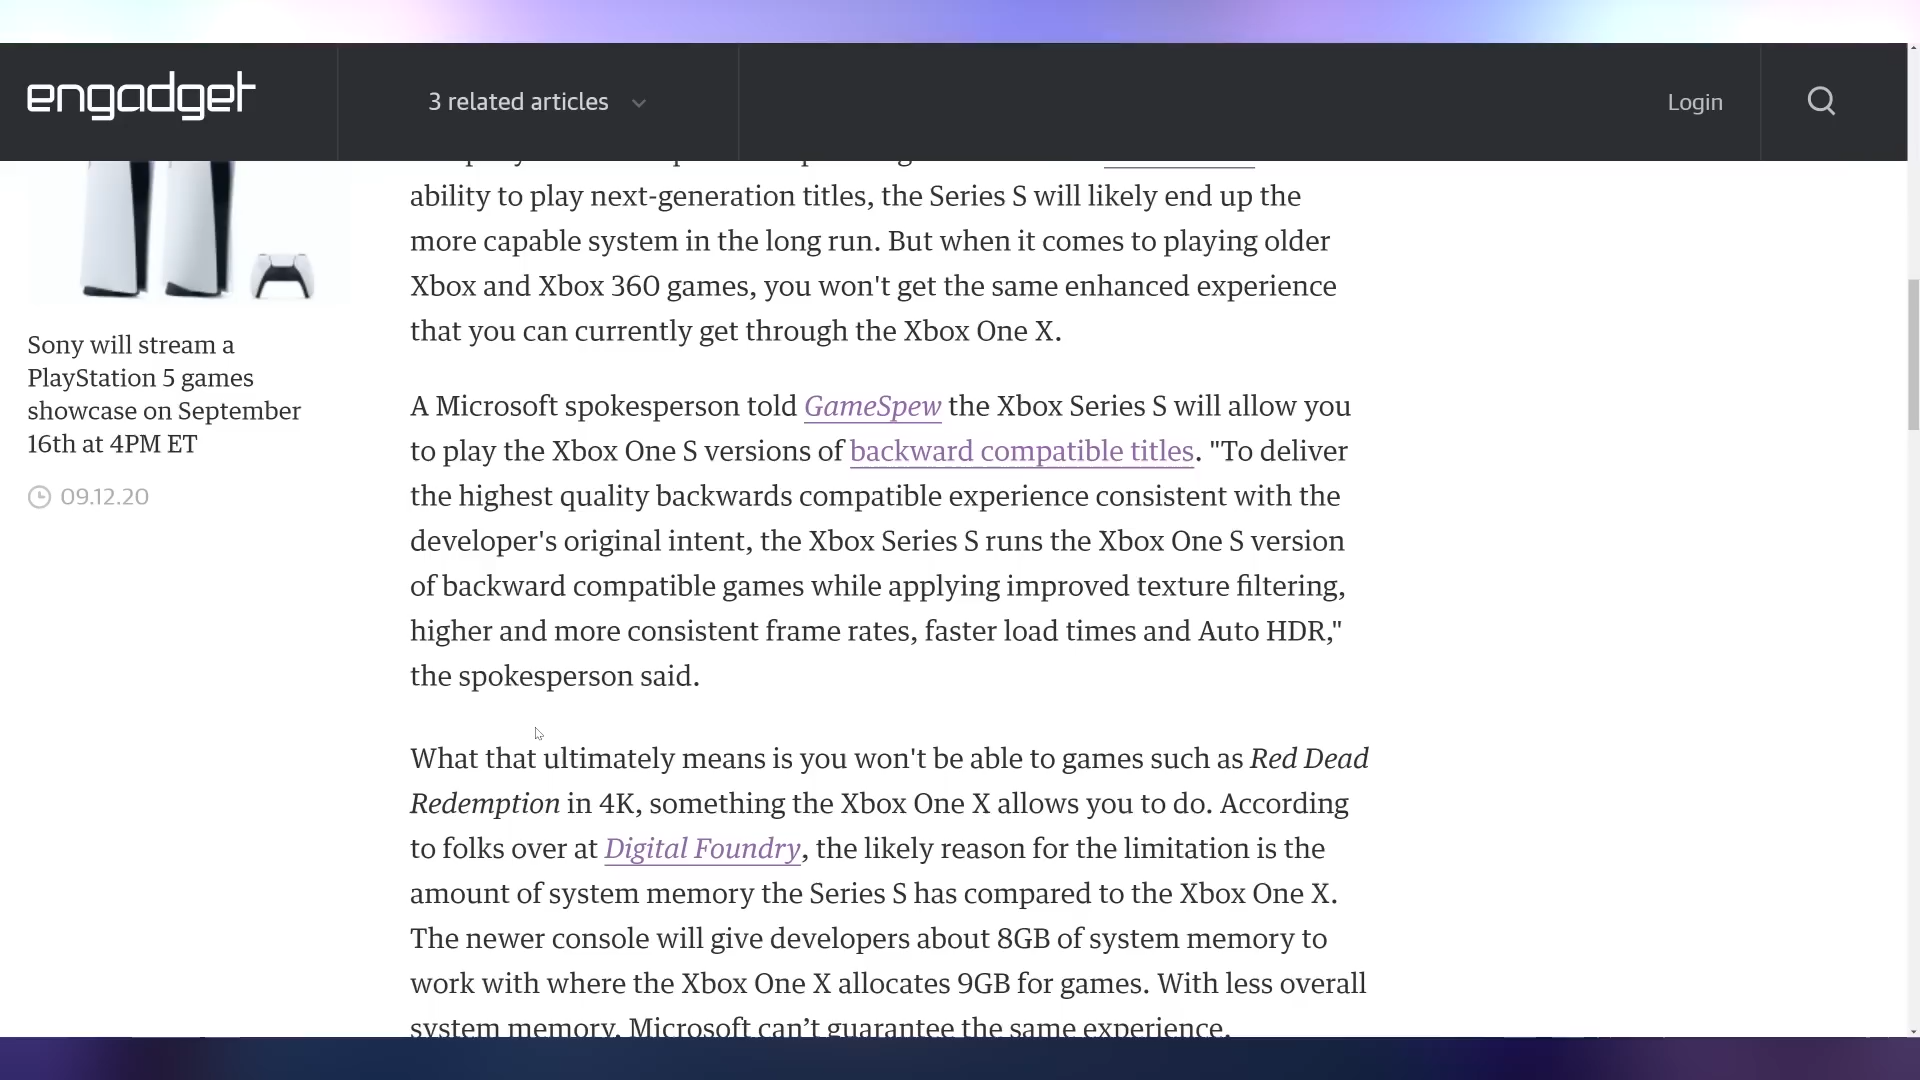 engadget
3 related articles
Login
ability to play next-generation titles, the Series S will likely end up the
more capable system in the long run. But when it comes to playing older
Xbox and Xbox 360 games, you won't get the same enhanced experience
that you can currently get through the Xbox One X.
Sony will stream a
PlayStation 5 games
showcase on September
16th at 4PM ET
09.12.20
A Microsoft spokesperson told GameSpew the Xbox Series S will allow you
to play the Xbox One S versions of backward compatible titles. "To deliver
the highest quality backwards compatible experience consistent with the
developer's original intent, the Xbox Series S runs the Xbox One S version
of backward compatible games while applying improved texture filtering,
higher and more consistent frame rates, faster load times and Auto HDR,"
the spokesperson said.
What that ultimately means is you won't be able to games such as Red Dead
Redemption in 4K, something the Xbox One X allows you to do. According
to folks over at Digital Foundry, the likely reason for the limitation is the
amount of system memory the Series S has compared to the Xbox One X.
The newer console will give developers about 8GB of system memory to
work with where the Xbox One X allocates 9GB for games. With less overall
system memory, Microsoft can’t guarantee the same experience.